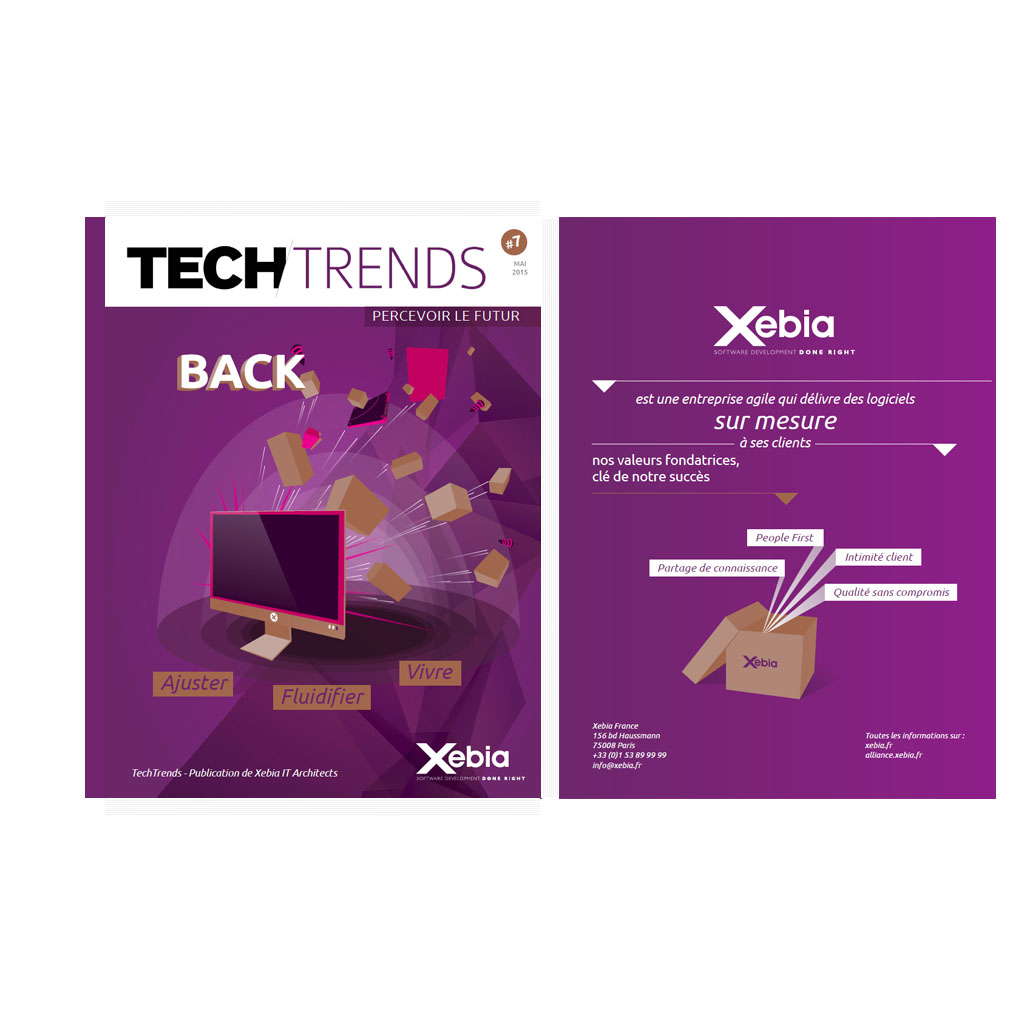 TECH/TRENDS
#7
MAI
2015
PERCEVOIR LE FUTUR
BACK
Ajuster
Fluidifier
Vivre
Xebia
SOFTWARE DEVELOPMENT DONE RIGHT
TechTrends - Publication de Xebia IT Architects
Xebia
SOFTWARE DEVELOPMENT DONE RIGHT
est une entreprise agile qui délivre des logiciels
sur mesure
à ses clients
nos valeurs fondatrices,
clé de notre succès
People First
Intimité client
Partage de connaissance
Qualité sans compromis
Xebia
Xebia France
156 bd Haussmann
75008 Paris
+33 (0)1 53 89 99 99
info@xebia.fr
Toutes les informations sur :
xebia.fr
alliance.xebia.fr